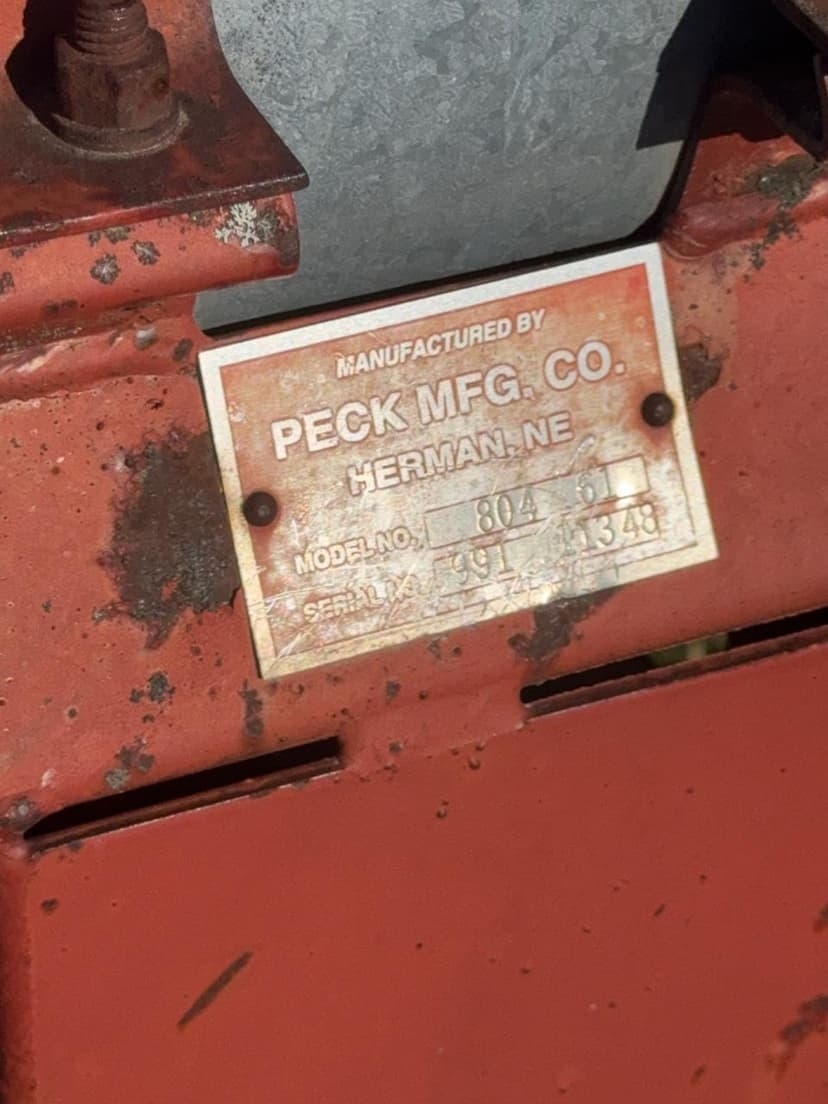 MANUFACTURED BY
PECK MFG. CO.
HERMAN, NE
MODEL NO. 804 61
SERIAL NO. 991 11348